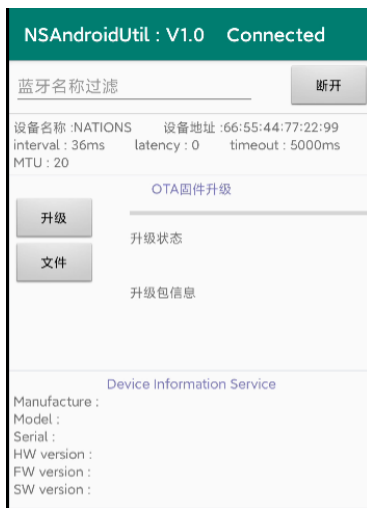 NSAndroidUtil : V1.0 Connected
蓝牙名称过滤
断开
设备名称 :NATIONS 设备地址 :66:55:44:77:22:99
interval : 36ms latency : 0 timeout : 5000ms
MTU : 20
OTA固件升级
升级
升级状态
文件
升级包信息
Device Information Service
Manufacture :
Model :
Serial :
HW version :
FW version :
SW version :